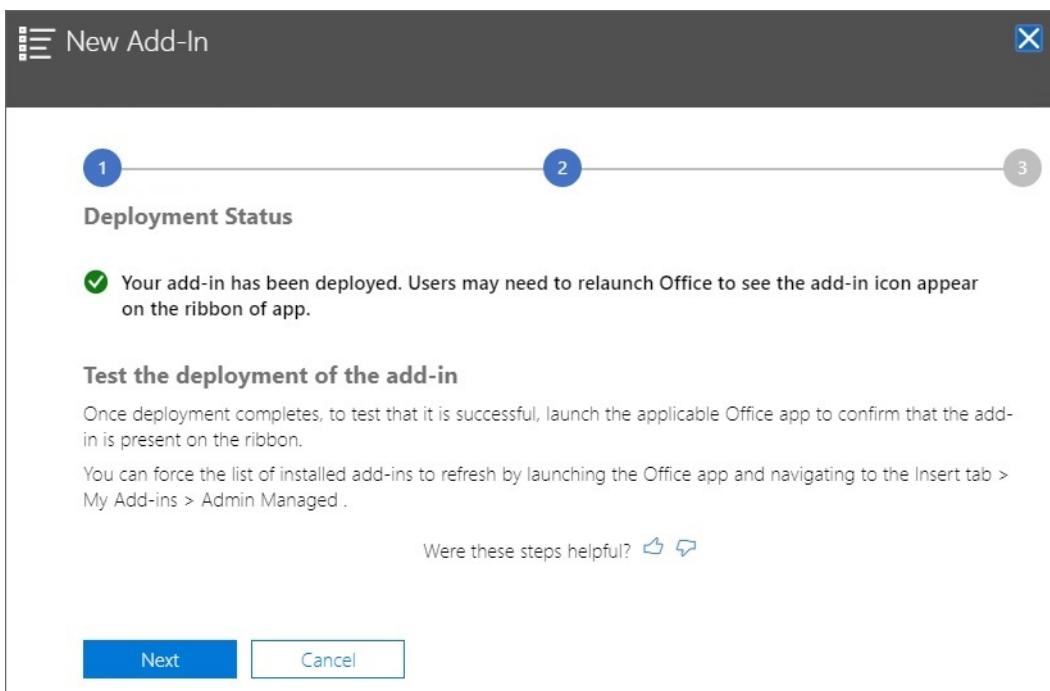 New Add-In
1
2
3
Deployment Status
Your add-in has been deployed. Users may need to relaunch Office to see the add-in icon appear
on the ribbon of app.
Test the deployment of the add-in
Once deployment completes, to test that it is successful, launch the applicable Office app to confirm that the add-
in is present on the ribbon.
You can force the list of installed add-ins to refresh by launching the Office app and navigating to the Insert tab >
My Add-ins > Admin Managed .
Were these steps helpful?
Next
Cancel